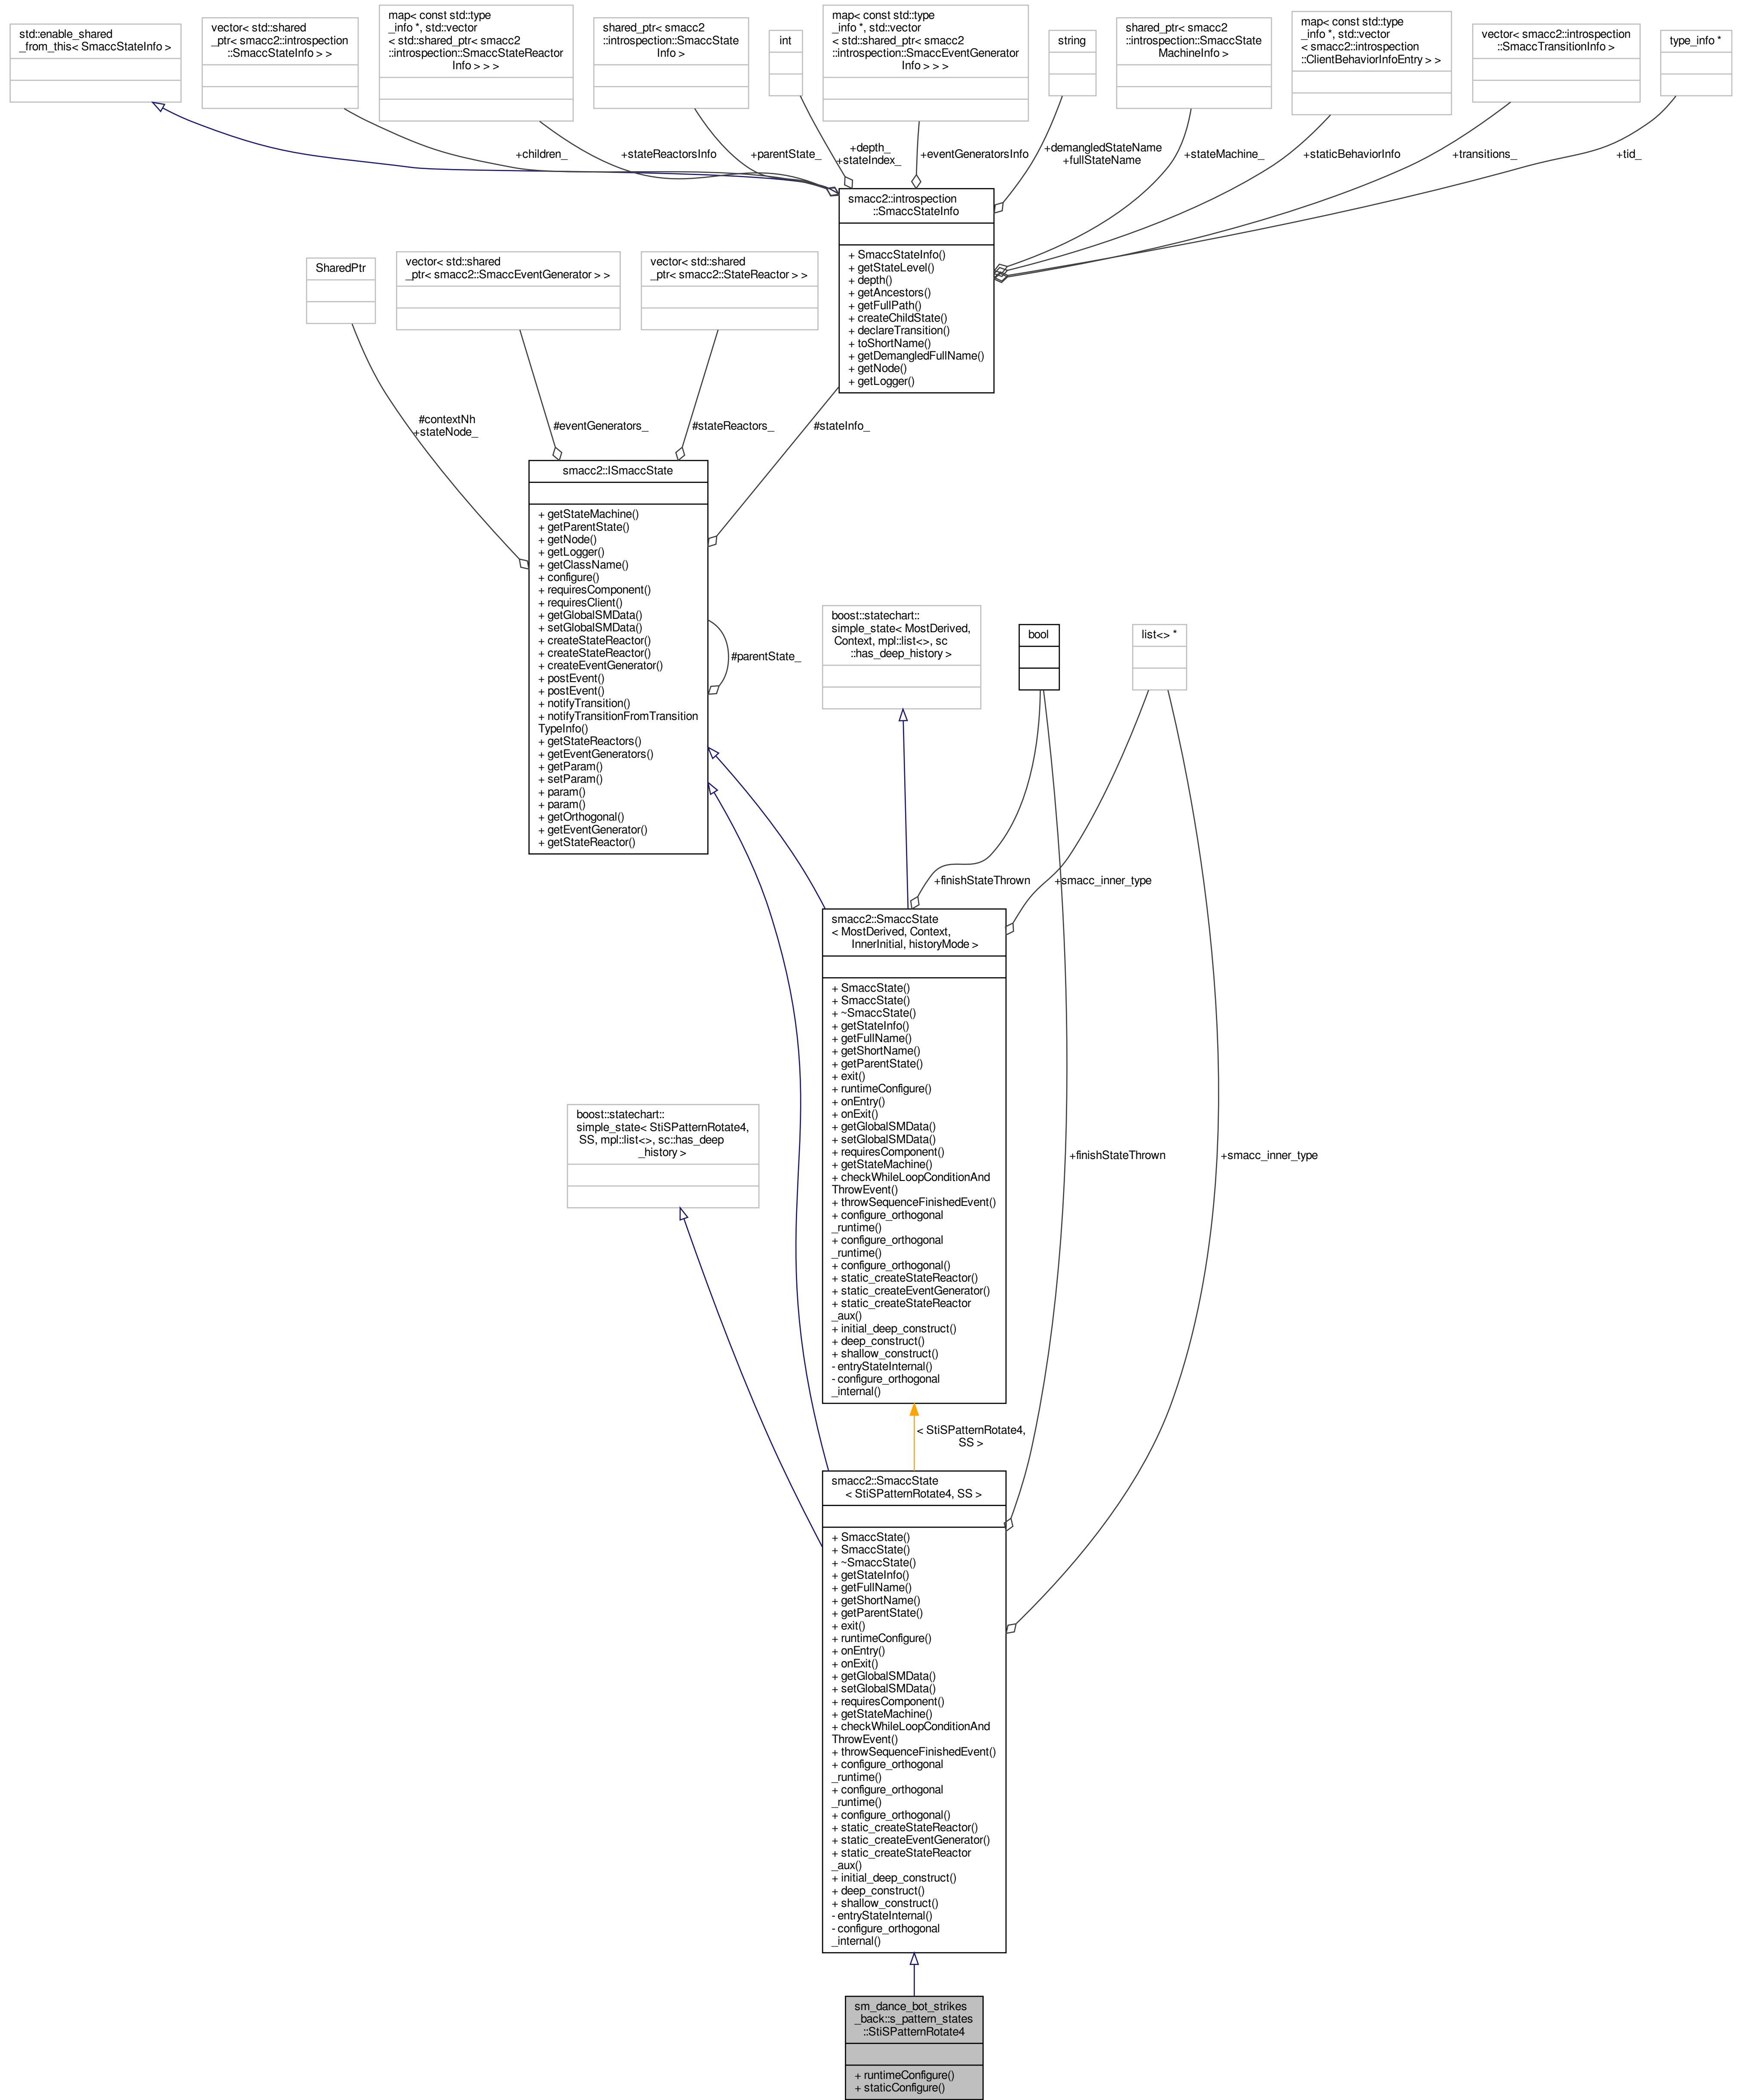 std::enable_shared
_from_this< SmaccStateInfo >
vector< std::shared
_ptr< smacc2::introspection
::SmaccStateInfo > >
map< const std::type
_info *, std::vector
< std::shared_ptr< smacc2
::introspection::SmaccStateReactor
Info > > >
shared_ptr< smacc2
::introspection::SmaccState
Info >
int
map< const std::type
_info *, std::vector
< std::shared_ptr< smacc2
::introspection::SmaccEventGenerator
Info > > >
string
shared_ptr< smacc2
::introspection::SmaccState
MachineInfo >
map< const std::type
_info *, std::vector
< smacc2::introspection
::ClientBehaviorInfoEntry > >
vector< smacc2::introspection
::SmaccTransitionInfo >
type_info *
+children_
+stateReactorsInfo
+parentState_
+depth_
+stateIndex_
+eventGeneratorsInfo
+demangledStateName
+fullStateName
+stateMachine_
+staticBehaviorInfo
+transitions_
+tid_
smacc2::introspection
::SmaccStateInfo
+ SmaccStateInfo()
+ getStateLevel()
+ depth()
+ getAncestors()
+ getFullPath()
+ createChildState()
+ declareTransition()
+ toShortName()
+ getDemangledFullName()
+ getNode()
+ getLogger()
SharedPtr
vector< std::shared
_ptr< smacc2::SmaccEventGenerator > >
vector< std::shared
_ptr< smacc2::StateReactor > >
#contextNh
+stateNode_
#eventGenerators_
#stateReactors_
#stateInfo_
smacc2::ISmaccState
+ getStateMachine()
+ getParentState()
+ getNode()
+ getLogger()
+ getClassName()
+ configure()
+ requiresComponent()
+ requiresClient()
+ getGlobalSMData()
+ setGlobalSMData()
+ createStateReactor()
+ createStateReactor()
+ createEventGenerator()
+ postEvent()
+ postEvent()
+ notifyTransition()
+ notifyTransitionFromTransition
TypeInfo()
+ getStateReactors()
+ getEventGenerators()
+ getParam()
+ setParam()
+ param()
+ param()
+ getOrthogonal()
+ getEventGenerator()
+ getStateReactor()
#parentState_
boost::statechart::
simple_state< MostDerived,
Context, mpl::list<>, sc
::has_deep_history >
bool
list<> *
+finishStateThrown
+smacc_inner_type
smacc2::SmaccState
< MostDerived, Context,
InnerInitial, historyMode >
+ SmaccState()
+ SmaccState()
+ ~SmaccState()
+ getStateInfo()
+ getFullName()
+ getShortName()
+ getParentState()
+ exit()
+ runtimeConfigure()
+ onEntry()
+ onExit()
+ getGlobalSMData()
+ setGlobalSMData()
+ requiresComponent()
+ getStateMachine()
+ checkWhileLoopConditionAnd
ThrowEvent()
+ throwSequenceFinishedEvent()
+ configure_orthogonal
_runtime()
+ configure_orthogonal
_runtime()
+ configure_orthogonal()
+ static_createStateReactor()
+ static_createEventGenerator()
+ static_createStateReactor
_aux()
+ initial_deep_construct()
+ deep_construct()
+ shallow_construct()
- entryStateInternal()
- configure_orthogonal
_internal()
boost::statechart::
simple_state< StiSPatternRotate4,
SS, mpl::list<>, sc::has_deep
_history >
+finishStateThrown
+smacc_inner_type
< StiSPatternRotate4,
SS >
smacc2::SmaccState
< StiSPatternRotate4, SS >
+ SmaccState()
+ SmaccState()
+ ~SmaccState()
+ getStateInfo()
+ getFullName()
+ getShortName()
+ getParentState()
+ exit()
+ runtimeConfigure()
+ onEntry()
+ onExit()
+ getGlobalSMData()
+ setGlobalSMData()
+ requiresComponent()
+ getStateMachine()
+ checkWhileLoopConditionAnd
ThrowEvent()
+ throwSequenceFinishedEvent()
+ configure_orthogonal
_runtime()
+ configure_orthogonal
_runtime()
+ configure_orthogonal()
+ static_createStateReactor()
+ static_createEventGenerator()
+ static_createStateReactor
_aux()
+ initial_deep_construct()
+ deep_construct()
+ shallow_construct()
- entryStateInternal()
- configure_orthogonal
_internal()
sm_dance_bot_strikes
_back::s_pattern_states
::StiSPatternRotate4
+ runtimeConfigure()
+ staticConfigure()